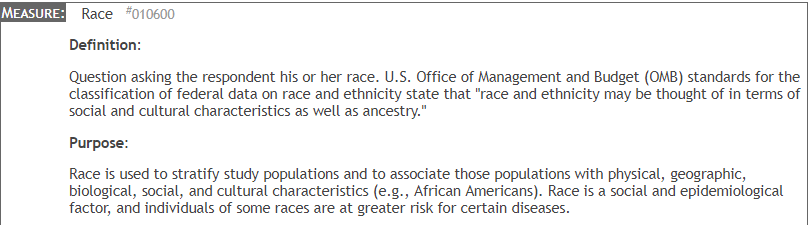 MEASURE: Race #010600
Definition:
Question asking the respondent his or her race. U.S. Office of Management and Budget (OMB) standards for the
classification of federal data on race and ethnicity state that "race and ethnicity may be thought of in terms of
social and cultural characteristics as well as ancestry."
Purpose:
Race is used to stratify study populations and to associate those populations with physical, geographic,
biological, social, and cultural characteristics (e.g., African Americans). Race is a social and epidemiological
factor, and individuals of some races are at greater risk for certain diseases.